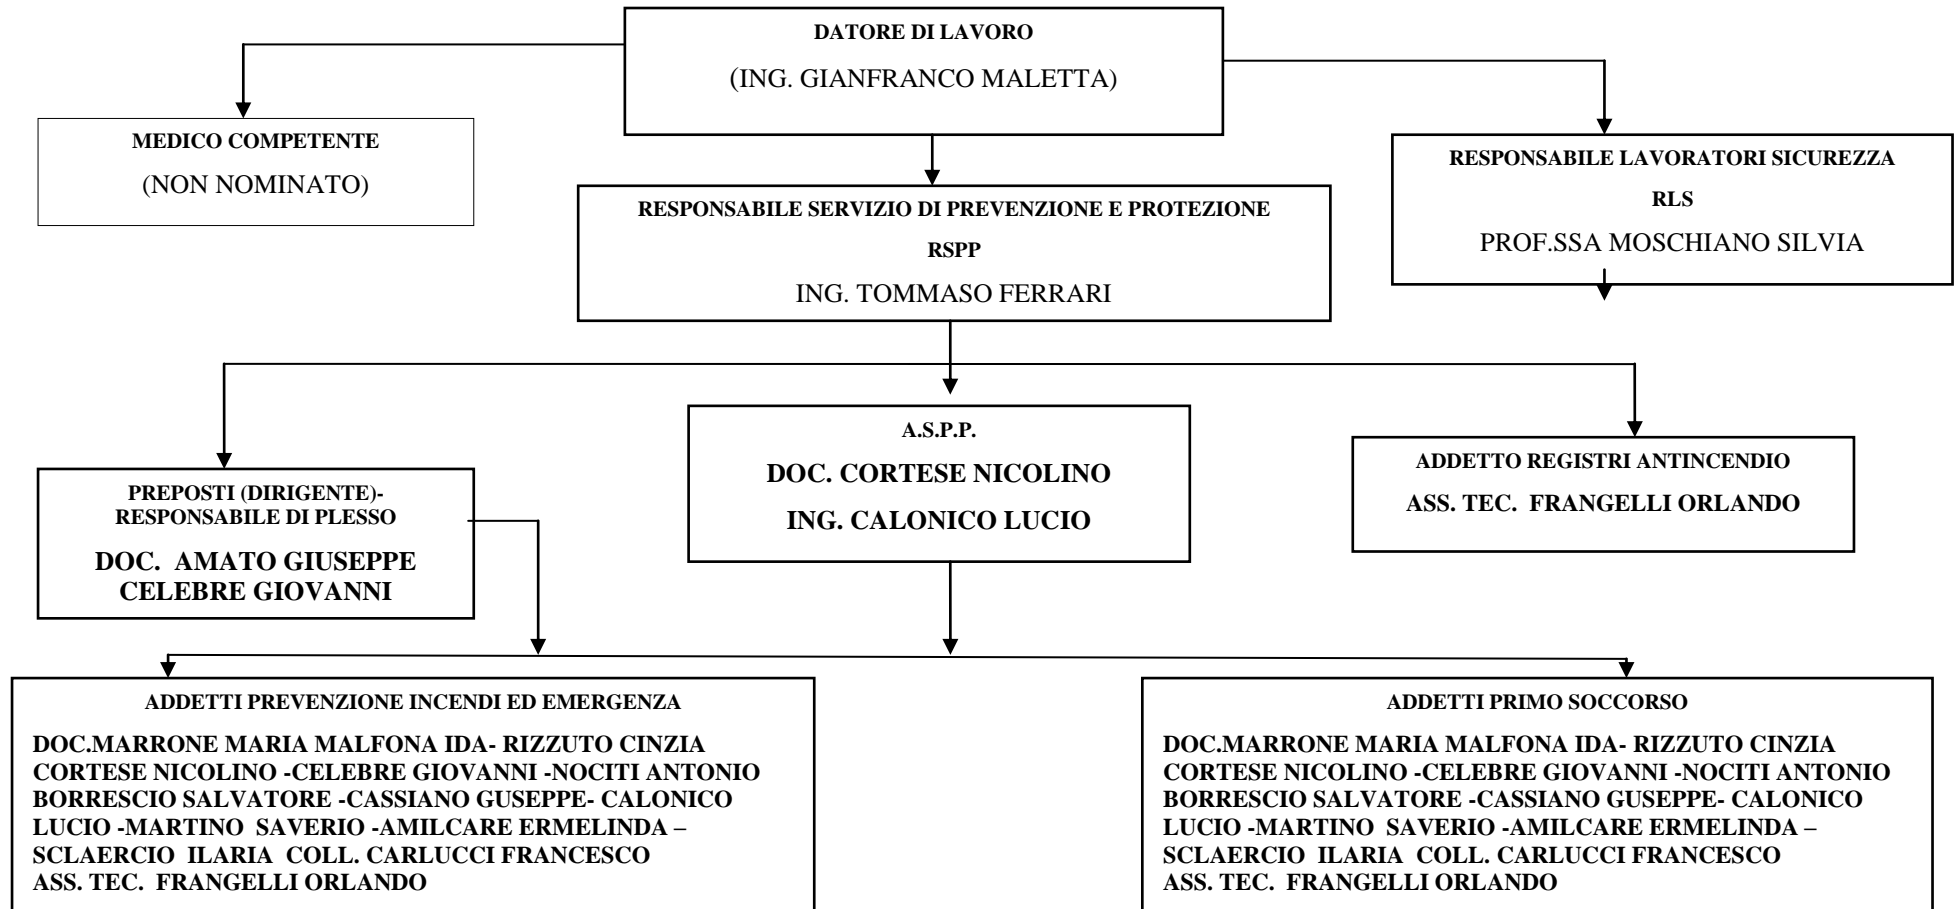 DATORE DI LAVORO
(ING. GIANFRANCO MALETTA)
MEDICO COMPETENTE
(NON NOMINATO)
RESPONSABILE LAVORATORI SICUREZZA
RLS
PROF.SSA MOSCHIANO SILVIA
RESPONSABILE SERVIZIO DI PREVENZIONE E PROTEZIONE
RSPP
ING. TOMMASO FERRARI
PREPOSTI (DIRIGENTE)-
RESPONSABILE DI PLESSO
DOC.  AMATO GIUSEPPE
CELEBRE GIOVANNI
A.S.P.P.
DOC. CORTESE NICOLINO
ING. CALONICO LUCIO
ADDETTO REGISTRI ANTINCENDIO
ASS. TEC.  FRANGELLI ORLANDO
ADDETTI PREVENZIONE INCENDI ED EMERGENZA
DOC.MARRONE MARIA MALFONA IDA- RIZZUTO CINZIA
CORTESE NICOLINO -CELEBRE GIOVANNI -NOCITI ANTONIO
BORRESCIO SALVATORE -CASSIANO GUSEPPE- CALONICO
LUCIO -MARTINO  SAVERIO -AMILCARE ERMELINDA –
SCLAERCIO  ILARIA  COLL. CARLUCCI FRANCESCO
ASS. TEC.  FRANGELLI ORLANDO
ADDETTI PRIMO SOCCORSO
DOC.MARRONE MARIA MALFONA IDA- RIZZUTO CINZIA
CORTESE NICOLINO -CELEBRE GIOVANNI -NOCITI ANTONIO
BORRESCIO SALVATORE -CASSIANO GUSEPPE- CALONICO
LUCIO -MARTINO  SAVERIO -AMILCARE ERMELINDA –
SCLAERCIO  ILARIA  COLL. CARLUCCI FRANCESCO
ASS. TEC.  FRANGELLI ORLANDO